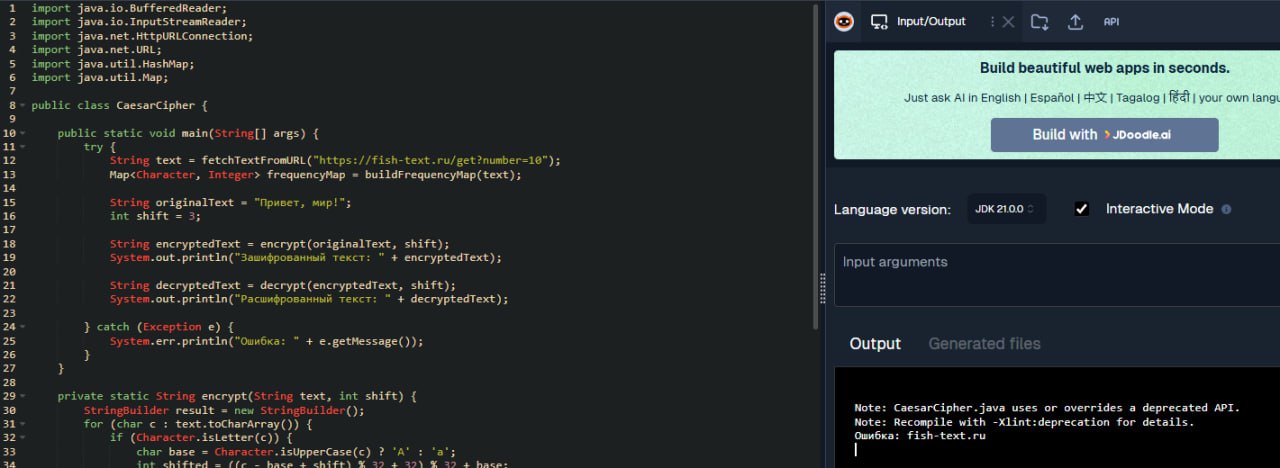 1 import java.io.BufferedReader;
2 import java.io.InputStreamReader;
3 import java.net.HttpURLConnection;
4 import java.net.URL;
5 import java.util.HashMap;
6 import java.util.Map;
7
8 public class CaesarCipher {
9
10 public static void main(String[] args) {
11 try {
12 String text = fetchTextFromURL("https://fish-text.ru/get?number=10");
13 Map<Character, Integer> frequencyMap = buildFrequencyMap(text);
14
15 String originalText = "Привет, мир!";
16 int shift = 3;
17
18 String encryptedText = encrypt(originalText, shift);
19 System.out.println("Зашифрованный текст: " + encryptedText);
20
21 String decryptedText = decrypt(encryptedText, shift);
22 System.out.println("Расшифрованный текст: " + decryptedText);
23
24 } catch (Exception e) {
25 System.err.println("Ошибка: " + e.getMessage());
26 }
27 }
28
29 private static String encrypt(String text, int shift) {
30 StringBuilder result = new StringBuilder();
31 for (char c : text.toCharArray()) {
32 if (Character.isLetter(c)) {
33 char base = Character.isUpperCase(c) ? 'А' : 'а';
34 int shifted = ((c - base + shift) % 32 + 32) % 32 + base;
Input/Output
API
Build beautiful web apps in seconds.
Just ask AI in English | Español | 中文 | Tagalog | हिंदी | your own langu
Build with JDoodle.ai
Language version:
JDK 21.0.0
Interactive Mode
Input arguments
Output
Generated files
Note: CaesarCipher.java uses or overrides a deprecated API.
Note: Recompile with -Xlint:deprecation for details.
Ошибка: fish-text.ru